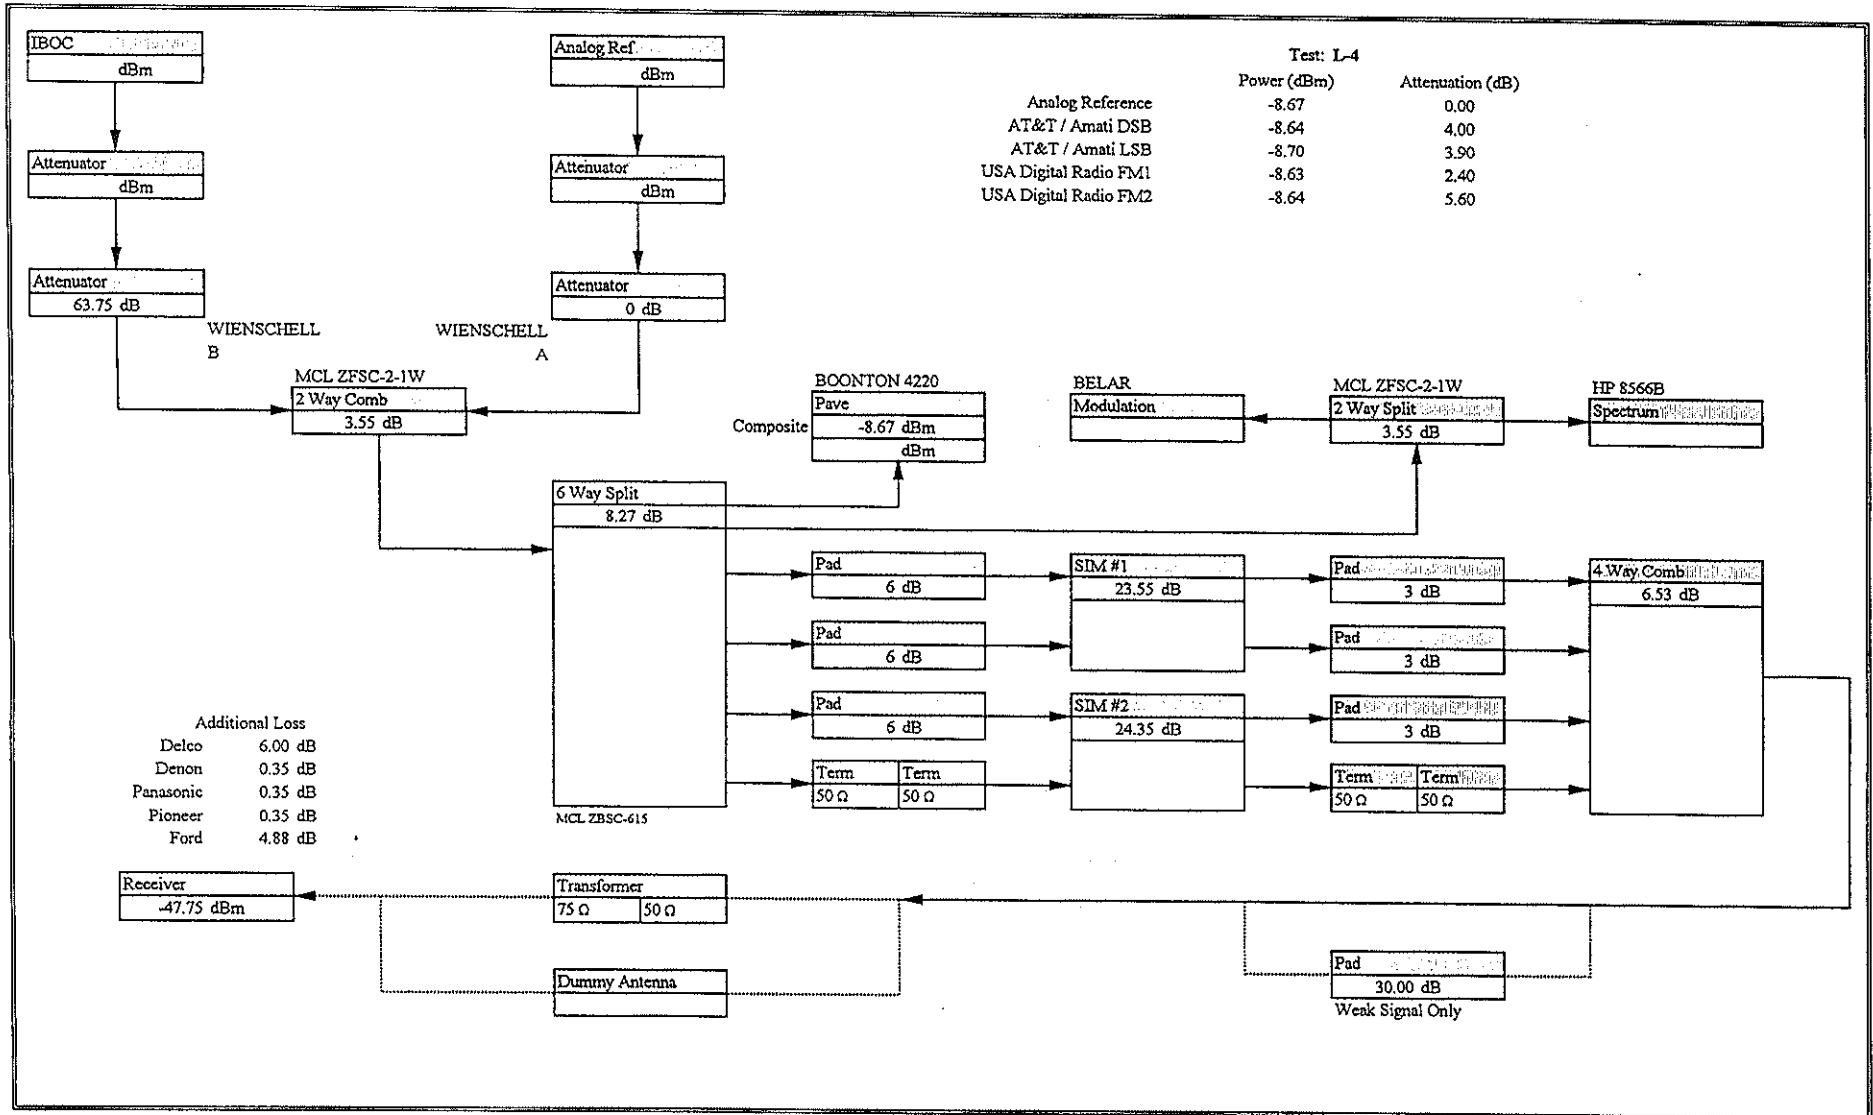 IBOC
dBm
Analog Ref
dBm
Test: L-4
Power (dBm) Attenuation (dB)
Analog Reference -8.67 0.00
AT&T / Amati DSB -8.64 4.00
AT&T / Amati LSB -8.70 3.90
USA Digital Radio FM1 -8.63 2.40
USA Digital Radio FM2 -8.64 5.60
Attenuator
dBm
Attenuator
dBm
Attenuator
63.75 dB
Attenuator
0 dB
WIENSCHELL
B
WIENSCHELL
A
MCL ZFSC-2-1W
2 Way Comb
3.55 dB
BOONTON 4220
Pave
Composite
-8.67 dBm
dBm
BELAR
Modulation
MCL ZFSC-2-1W
2 Way Split
3.55 dB
HP 8566B
Spectrum
6 Way Split
8.27 dB
MCL ZBSC-615
Pad
6 dB
SIM #1
23.55 dB
Pad
3 dB
4 Way Comb
6.53 dB
Pad
6 dB
Pad
3 dB
Pad
6 dB
SIM #2
24.35 dB
Pad
3 dB
Term Term
50 Ω 50 Ω
Term Term
50 Ω 50 Ω
Additional Loss
Delco 6.00 dB
Denon 0.35 dB
Panasonic 0.35 dB
Pioneer 0.35 dB
Ford 4.88 dB
Receiver
-47.75 dBm
Transformer
75 Ω 50 Ω
Dummy Antenna
Pad
30.00 dB
Weak Signal Only